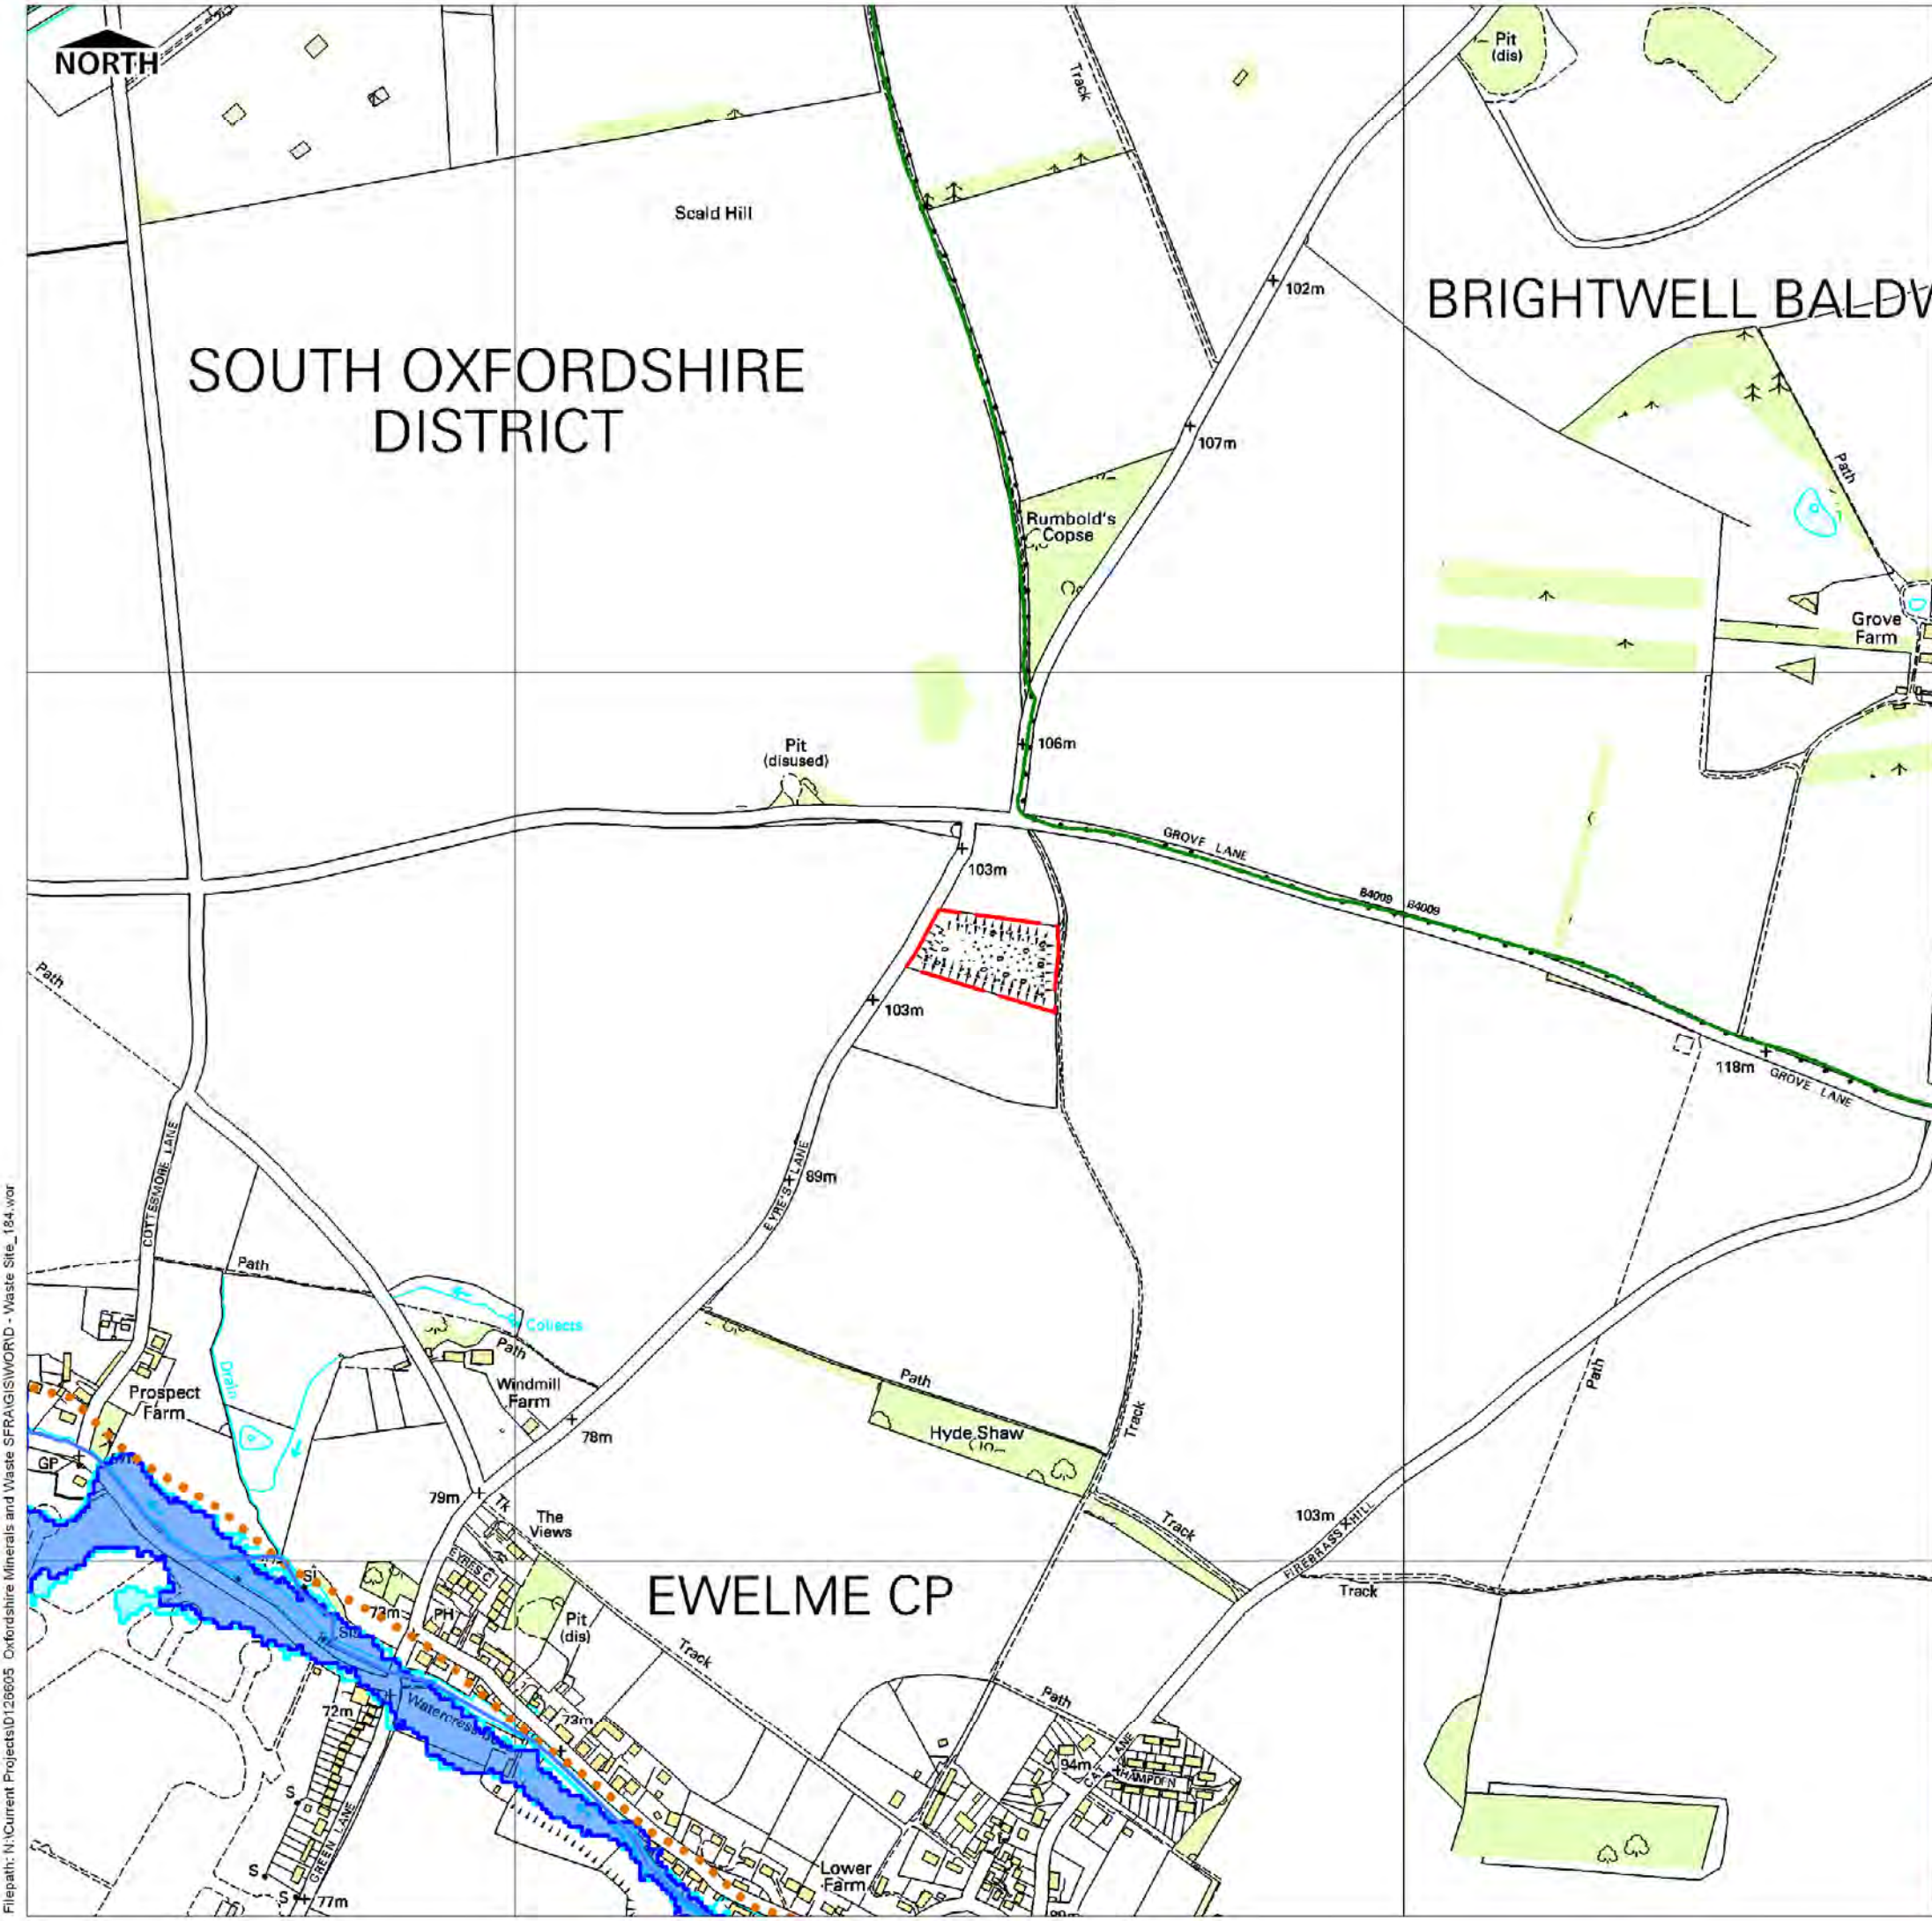 NORTH
Pit
(dis)
Track
Scald Hill
102m
BRIGHTWELL BALDW
SOUTH OXFORDSHIRE
DISTRICT
107m
Path
Rumbold's
Copse
Grove
Farm
106m
Pit
(disused)
GROVE LANE
103m
B4009 B4009
Path
103m
118m
GROVE LANE
COTTESMORE LANE
EYRE'S LANE
89m
Path
Collects
Path
Drain
Prospect
Farm
Windmill
Farm
Path
Path
Track
78m
Hyde Shaw
GP
79m
Tk
The
Views
Track
103m
FIREBRASS HILL
EYRES C
Track
EWELME CP
73m
PH
Pit
(dis)
Track
Path
72m
Watercress
73m
94m
CAT LANE
HAMPDEN
S
GREEN LANE
S
S
77m
Lower
Farm
Filepath: N:\Current Projects\D126605 Oxfordshire Minerals and Waste SFRA\GIS\WOR\D - Waste Site_184.wor